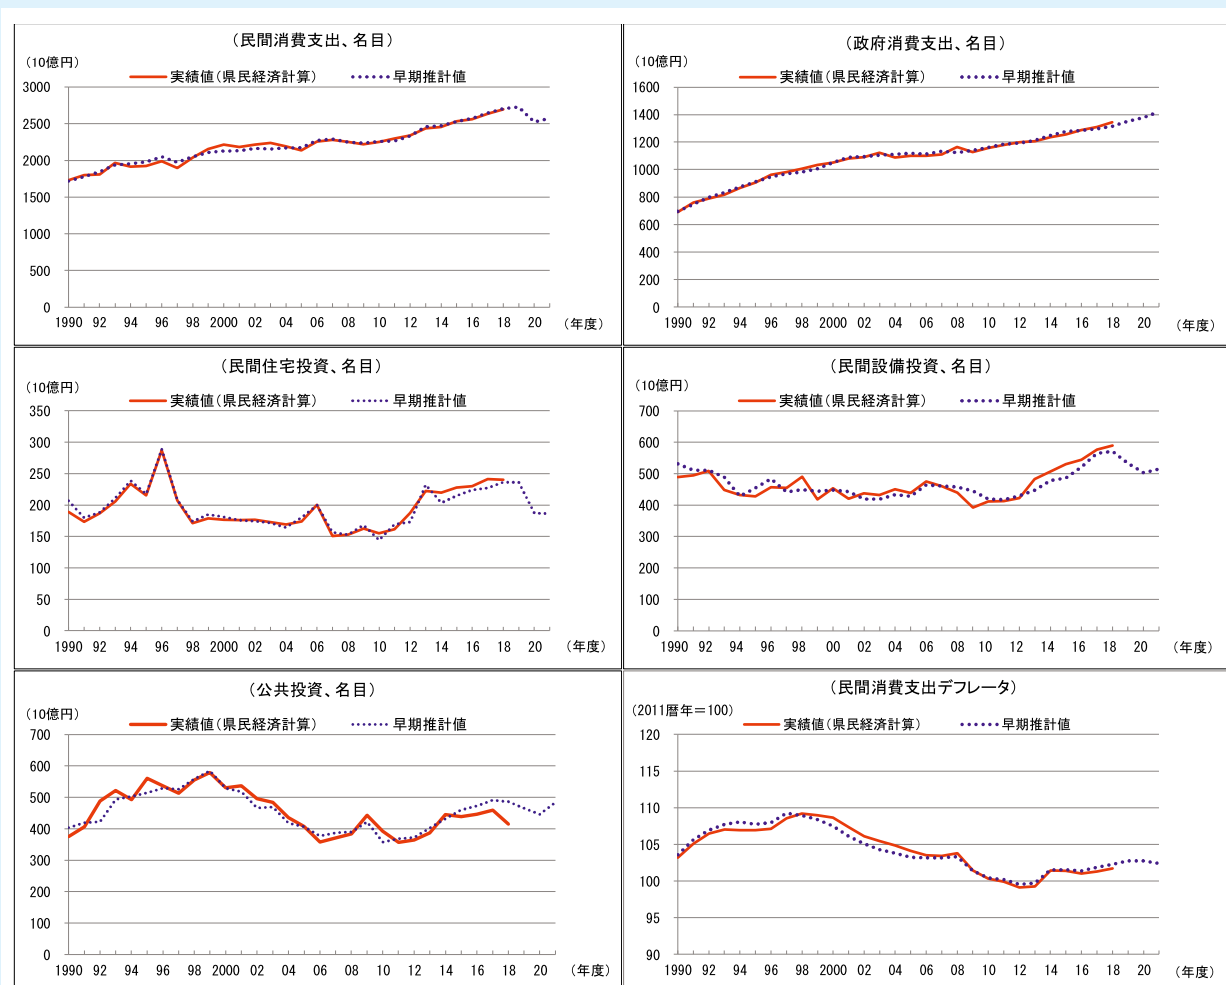 （民間消費支出、名目）
（10億円）
実績値（県民経済計算）　早期推計値
3000
2500
2000
1500
1000
500
0
1990 92 94 96 98 2000 02 04 06 08 10 12 14 16 18 20 （年度）
（政府消費支出、名目）
（10億円）
実績値（県民経済計算）　早期推計値
1600
1400
1200
1000
800
600
400
200
0
1990 92 94 96 98 2000 02 04 06 08 10 12 14 16 18 20 （年度）
（民間住宅投資、名目）
（10億円）
実績値（県民経済計算）　早期推計値
350
300
250
200
150
100
50
0
1990 92 94 96 98 2000 02 04 06 08 10 12 14 16 18 20 （年度）
（民間設備投資、名目）
（10億円）
実績値（県民経済計算）　早期推計値
700
600
500
400
300
200
100
0
1990 92 94 96 98 00 02 04 06 08 10 12 14 16 18 20 （年度）
（公共投資、名目）
（10億円）
実績値（県民経済計算）　早期推計値
700
600
500
400
300
200
100
0
1990 92 94 96 98 2000 02 04 06 08 10 12 14 16 18 20 （年度）
（民間消費支出デフレータ）
（2011暦年＝100）
実績値（県民経済計算）　早期推計値
120
115
110
105
100
95
90
1990 92 94 96 98 2000 02 04 06 08 10 12 14 16 18 20 （年度）